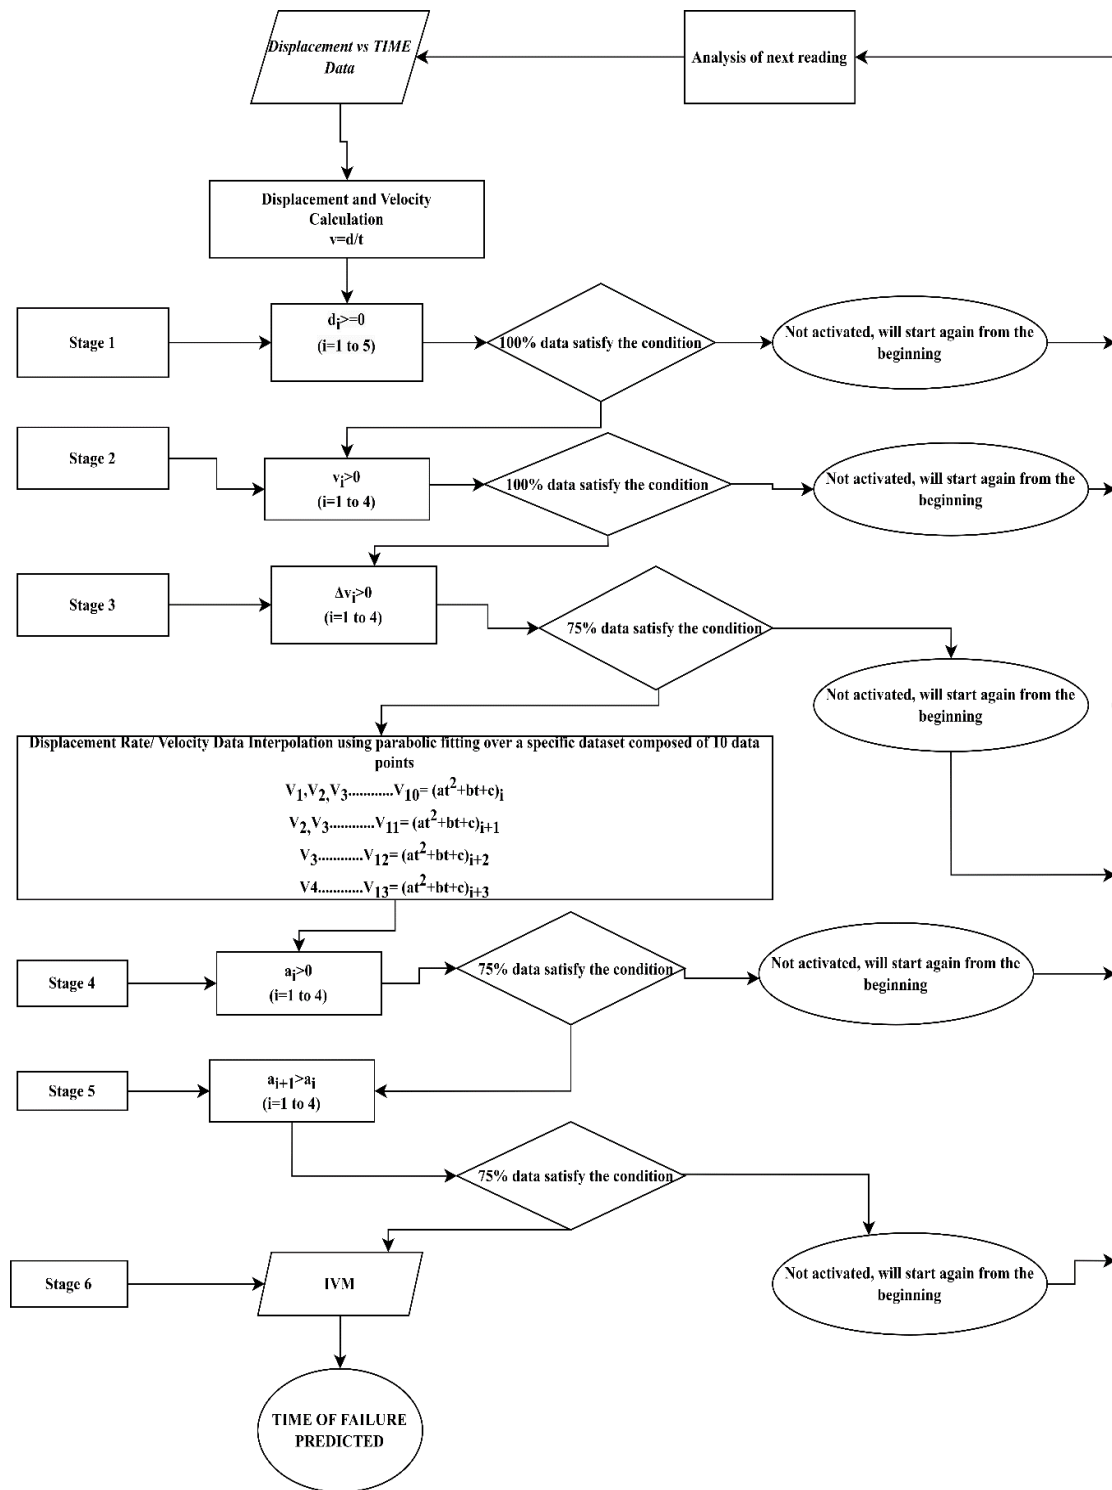 Displacement vs TIME
Data
Analysis of next reading
Displacement and Velocity
Calculation
v=d/t
Stage 1
di>=0
(i=1 to 5)
100% data satisfy the condition
Not activated, will start again from the
beginning
Stage 2
vi>0
(i=1 to 4)
100% data satisfy the condition
Not activated, will start again from the
beginning
Stage 3
Δvi>0
(i=1 to 4)
75% data satisfy the condition
Not activated, will start again from the
beginning
Displacement Rate/ Velocity Data Interpolation using parabolic fitting over a specific dataset composed of 10 data
points
V1,V2,V3............V10= (at²+bt+c)i
V2,V3............V11= (at²+bt+c)i+1
V3............V12= (at²+bt+c)i+2
V4............V13= (at²+bt+c)i+3
Stage 4
ai>0
(i=1 to 4)
75% data satisfy the condition
Not activated, will start again from the
beginning
Stage 5
ai+1>ai
(i=1 to 4)
75% data satisfy the condition
Not activated, will start again from the
beginning
Stage 6
IVM
TIME OF FAILURE
PREDICTED